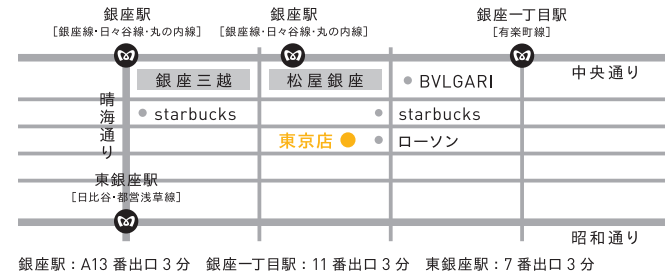 銀座駅
[銀座線・日々谷線・丸の内線]
銀座駅
[銀座線・日々谷線・丸の内線]
銀座一丁目駅
[有楽町線]
中央通り
銀座三越
松屋銀座
BVLGARI
晴海通り
starbucks
starbucks
東京店
ローソン
東銀座駅
[日比谷・都営浅草線]
昭和通り
銀座駅：A13 番出口 3 分 銀座一丁目駅：11 番出口 3 分 東銀座駅：7 番出口 3 分